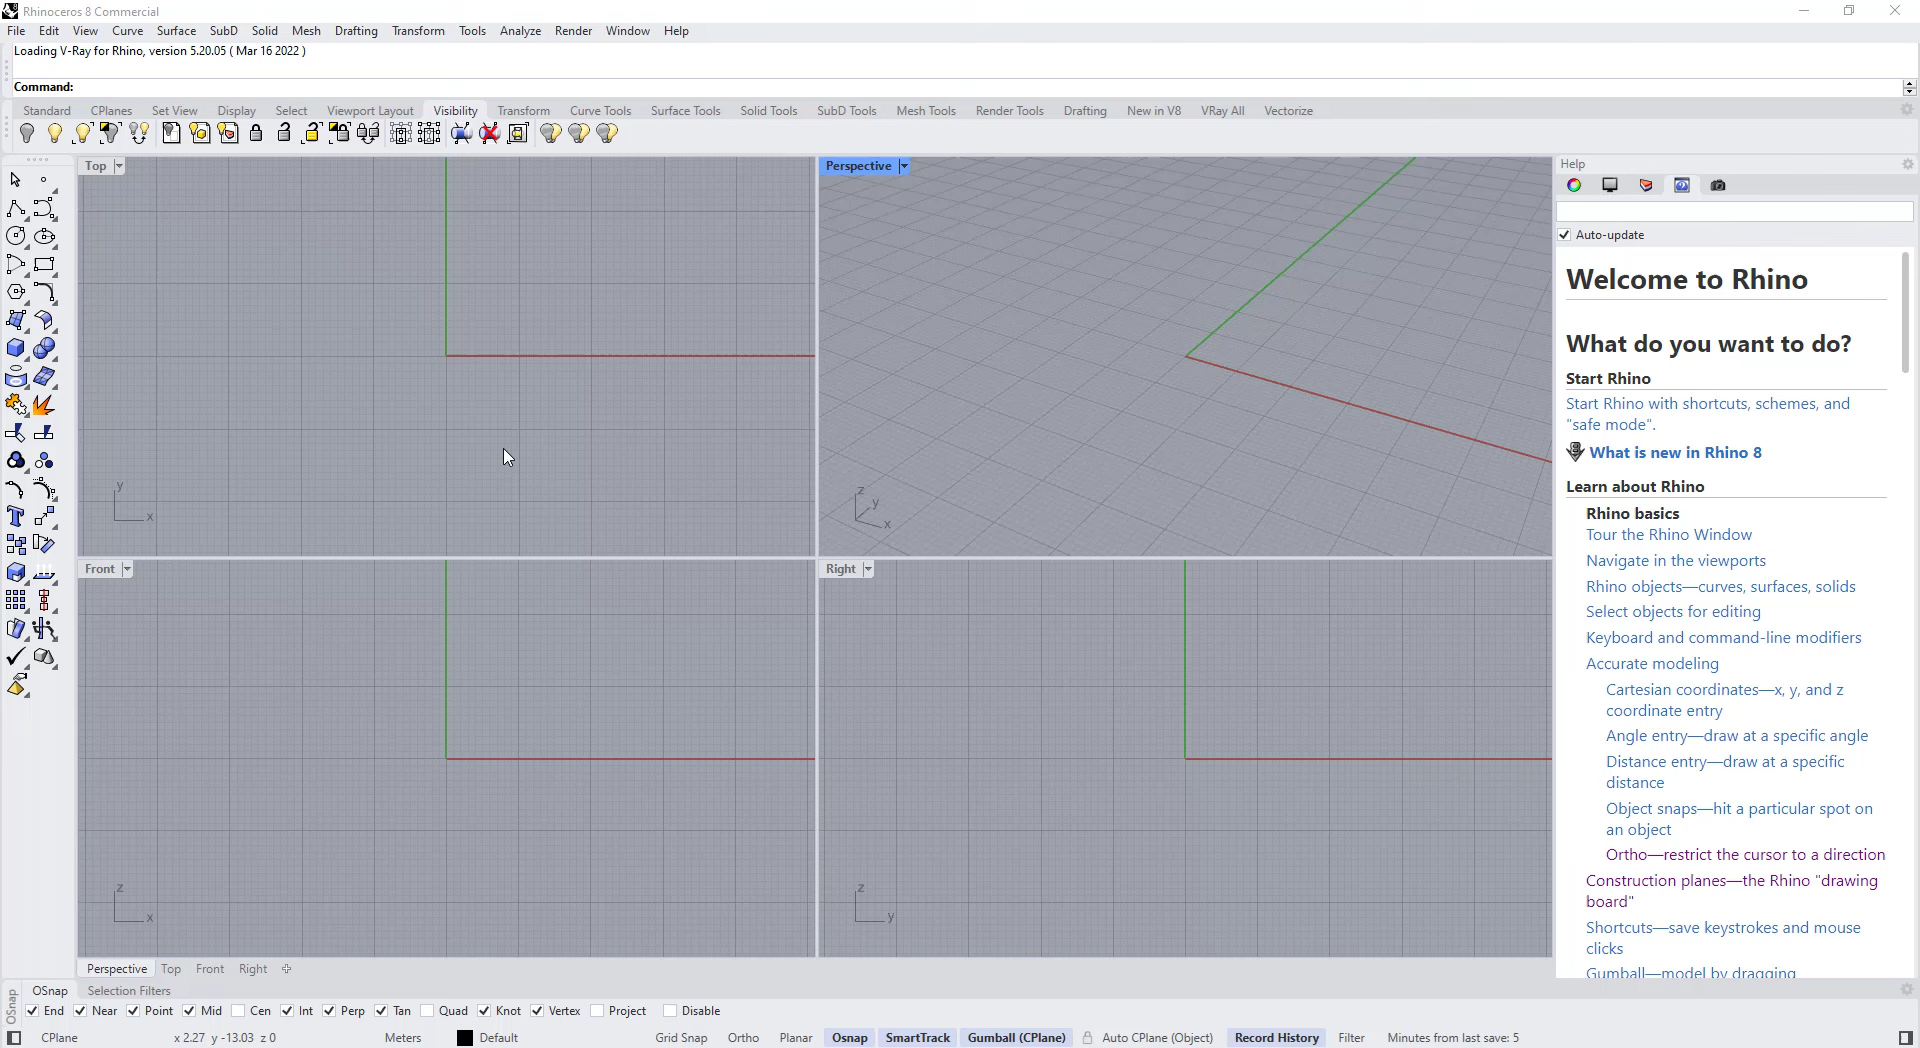 Rhinoceros 8 Commercial
File Edit View Curve Surface SubD Solid Mesh Drafting Transform Tools Analyze Render Window Help
Loading V-Ray for Rhino, version 5.20.05 ( Mar 16 2022 )
Command:
Standard CPlanes Set View Display Select Viewport Layout Visibility Transform Curve Tools Surface Tools Solid Tools SubD Tools Mesh Tools Render Tools Drafting New in V8 VRay All Vectorize
Top
y
x
Perspective
z
y
x
Front
z
x
Right
z
y
Help
Auto-update
Welcome to Rhino
What do you want to do?
Start Rhino
Start Rhino with shortcuts, schemes, and
"safe mode".
What is new in Rhino 8
Learn about Rhino
Rhino basics
Tour the Rhino Window
Navigate in the viewports
Rhino objects—curves, surfaces, solids
Select objects for editing
Keyboard and command-line modifiers
Accurate modeling
Cartesian coordinates—x, y, and z
coordinate entry
Angle entry—draw at a specific angle
Distance entry—draw at a specific
distance
Object snaps—hit a particular spot on
an object
Ortho—restrict the cursor to a direction
Construction planes—the Rhino "drawing
board"
Shortcuts—save keystrokes and mouse
clicks
Gumball—model by dragging
Perspective Top Front Right
OSnap
OSnap Selection Filters
End Near Point Mid Cen Int Perp Tan Quad Knot Vertex Project Disable
CPlane x 2.27 y -13.03 z 0 Meters Default Grid Snap Ortho Planar Osnap SmartTrack Gumball (CPlane) Auto CPlane (Object) Record History Filter Minutes from last save: 5